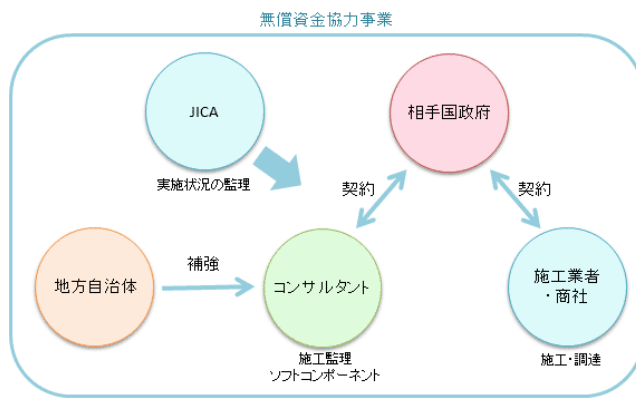 無償資金協力事業
JICA
実施状況の監理
相手国政府
契約
契約
地方自治体
補強
コンサルタント
施工監理
ソフトコンポーネント
施工業者
・商社
施工・調達